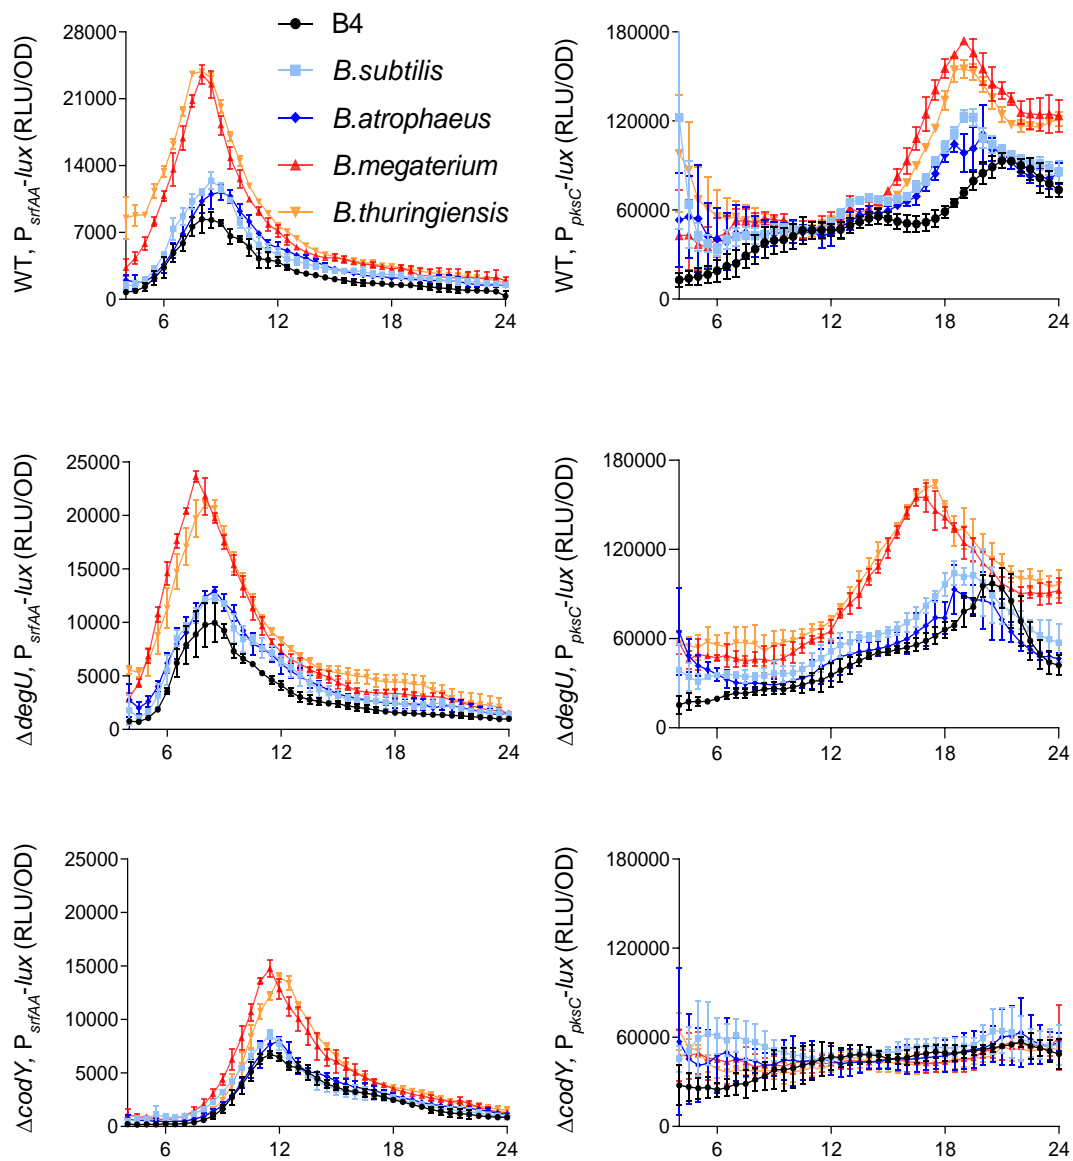 B4
B.subtilis
B.atrophaeus
B.megaterium
B.thuringiensis
WT, PsrfAA-lux (RLU/OD)
28000
21000
14000
7000
0
6 12 18 24
WT, PpksC-lux (RLU/OD)
180000
120000
60000
0
6 12 18 24
ΔdegU, PsrfAA-lux (RLU/OD)
25000
20000
15000
10000
5000
0
6 12 18 24
ΔdegU, PpksC-lux (RLU/OD)
180000
120000
60000
0
6 12 18 24
ΔcodY, PsrfAA-lux (RLU/OD)
25000
20000
15000
10000
5000
0
6 12 18 24
ΔcodY, PpksC-lux (RLU/OD)
180000
120000
60000
0
6 12 18 24